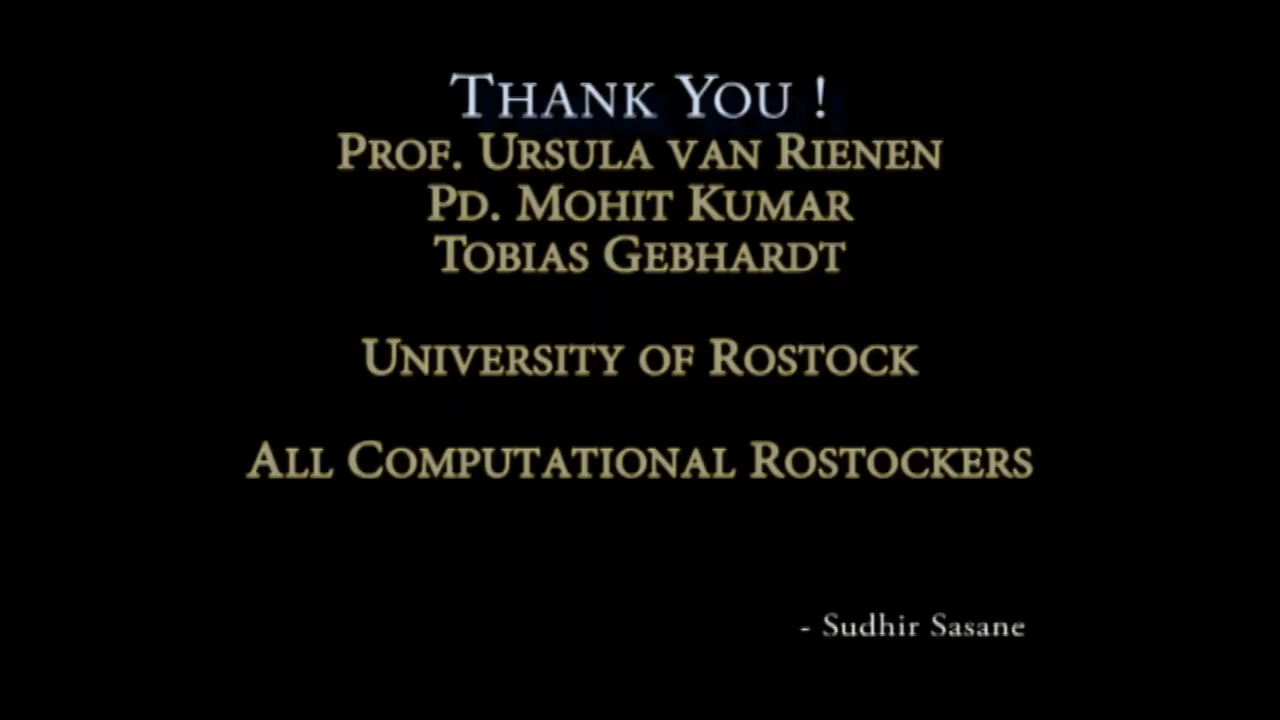 Thank You !
Prof. Ursula van Rienen
Pd. Mohit Kumar
Tobias Gebhardt
University of Rostock
All Computational Rostockers
- Sudhir Sasane